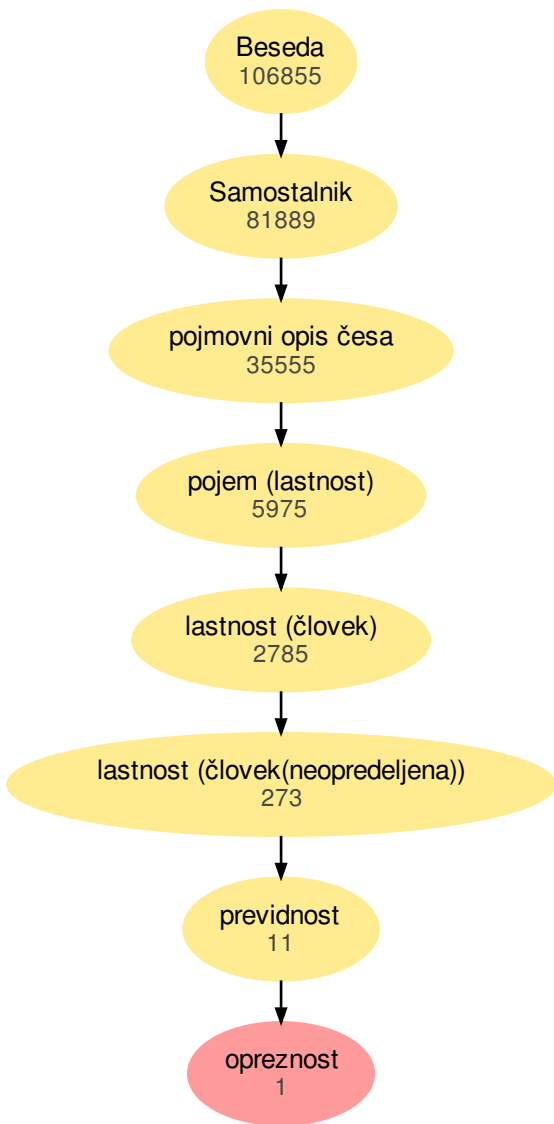 Beseda
106855
Samostalnik
81889
pojmovni opis česa
35555
pojem (lastnost)
5975
lastnost (človek)
2785
lastnost (človek(neopredeljena))
273
previdnost
11
opreznost
1